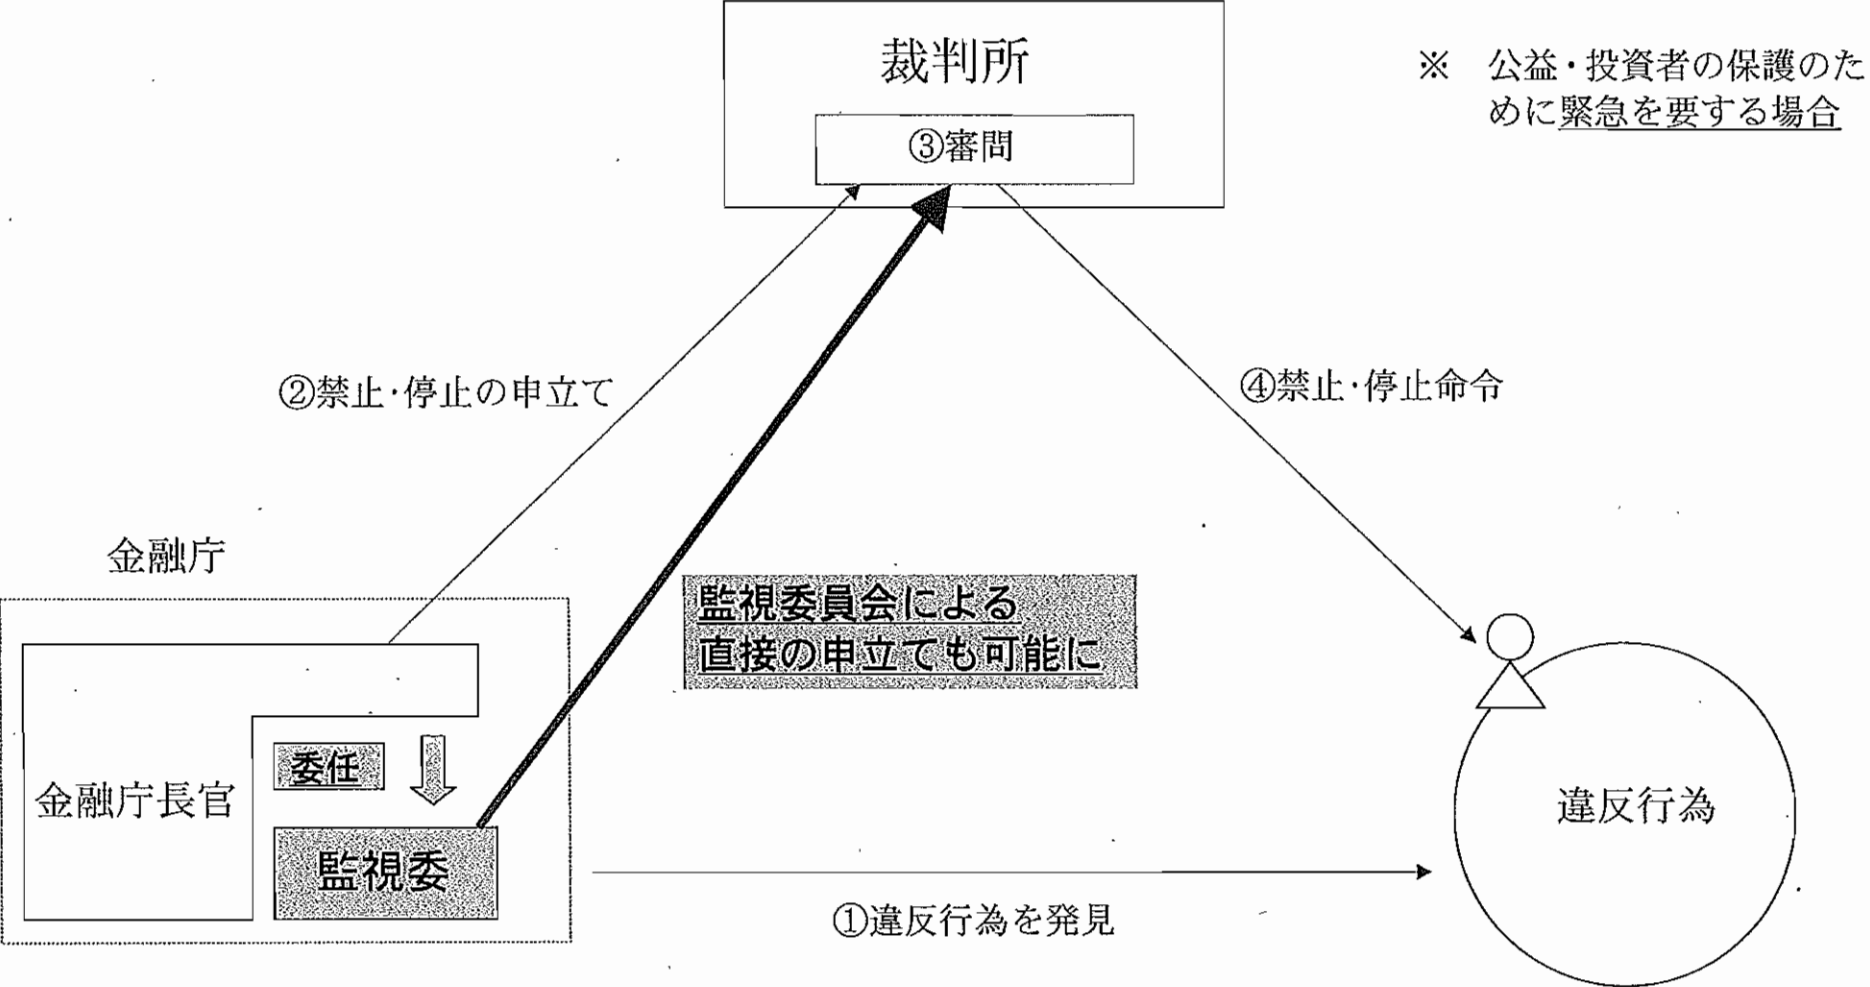 裁判所
③審問
※ 公益・投資者の保護のた
めに緊急を要する場合
②禁止・停止の申立て
④禁止・停止命令
金融庁
監視委員会による
直接の申立ても可能に
委任
金融庁長官
監視委
違反行為
①違反行為を発見